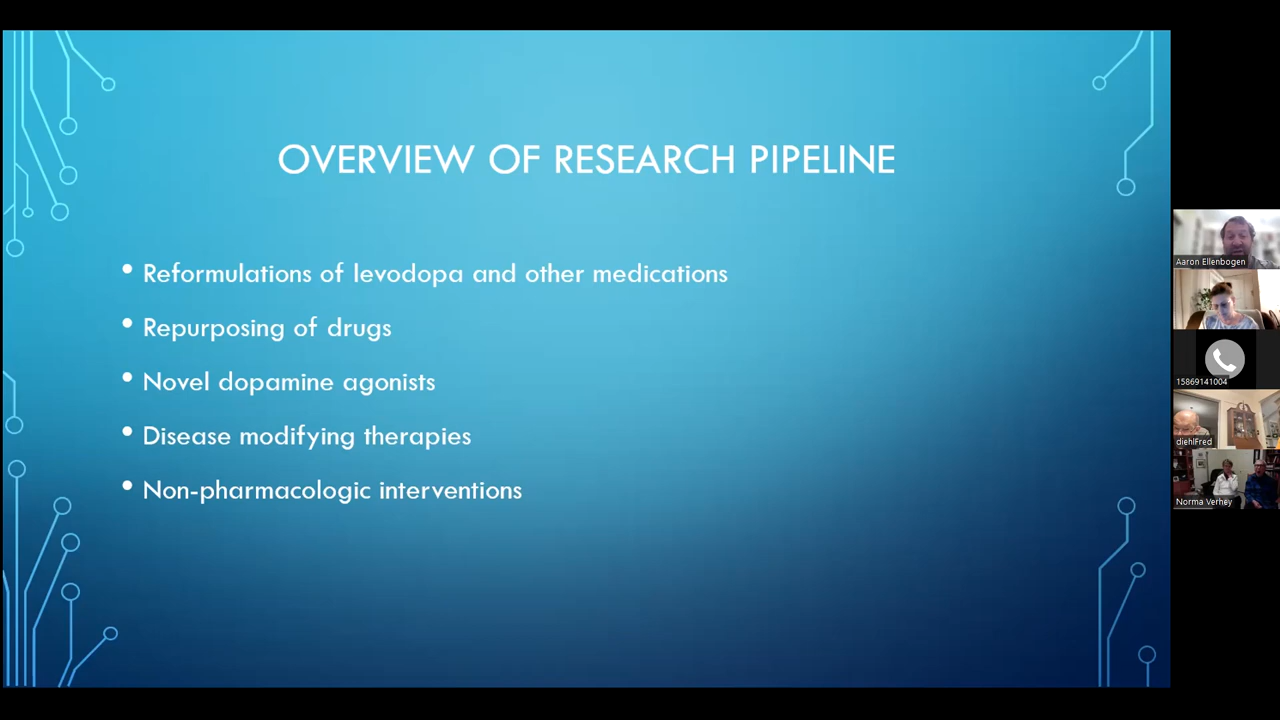 OVERVIEW OF RESEARCH PIPELINE
• Reformulations of levodopa and other medications
• Repurposing of drugs
• Novel dopamine agonists
• Disease modifying therapies
• Non-pharmacologic interventions
Aaron Ellenbogen
15869141004
diehlFred
Norma Verhey